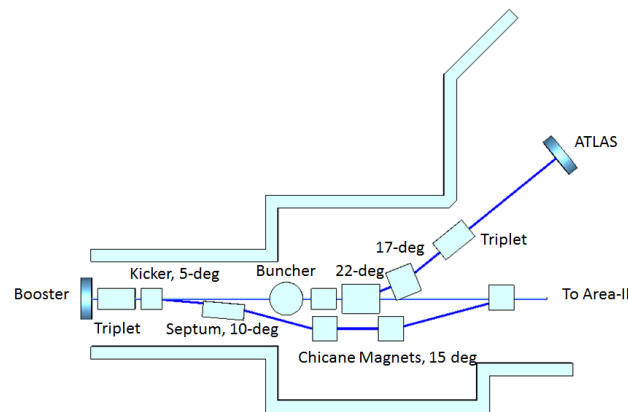 ATLAS
17-deg
Triplet
Kicker, 5-deg
Buncher
22-deg
Booster
To Area-II
Triplet
Septum, 10-deg
Chicane Magnets, 15 deg